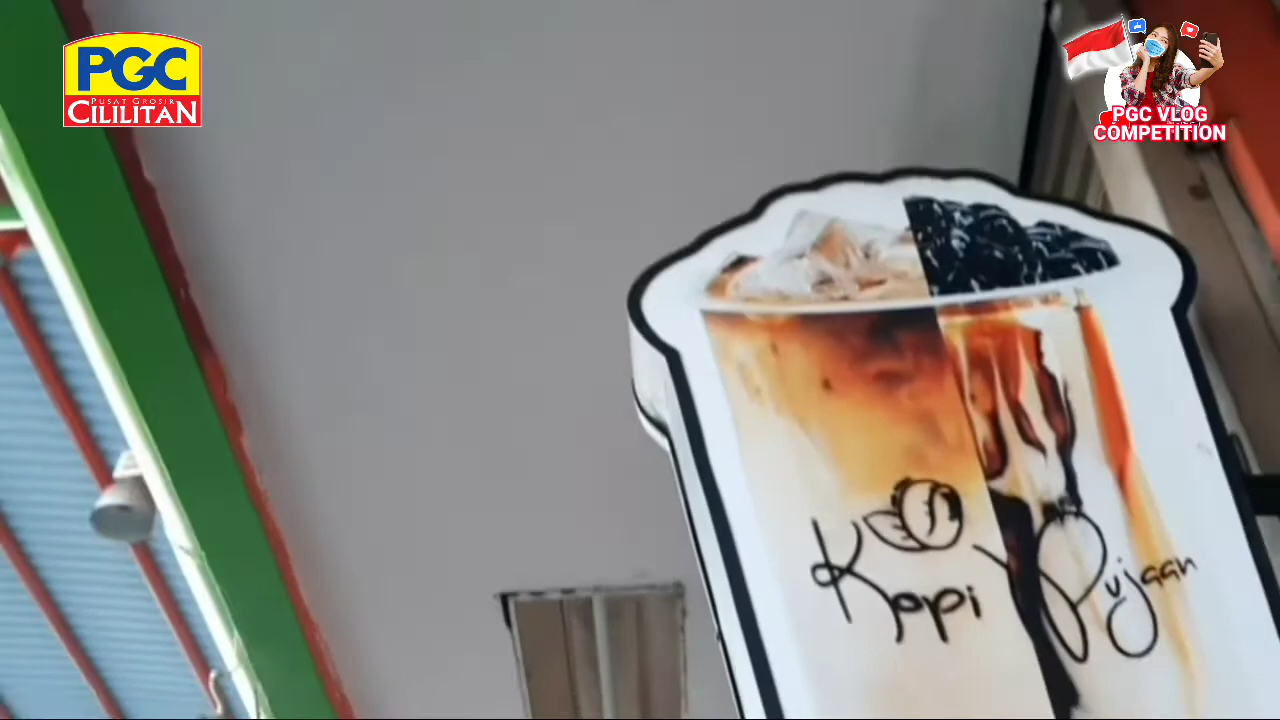 PGC
PUSAT GROSIR
CILILITAN
PGC VLOG
COMPETITION
Kopi Pujaan